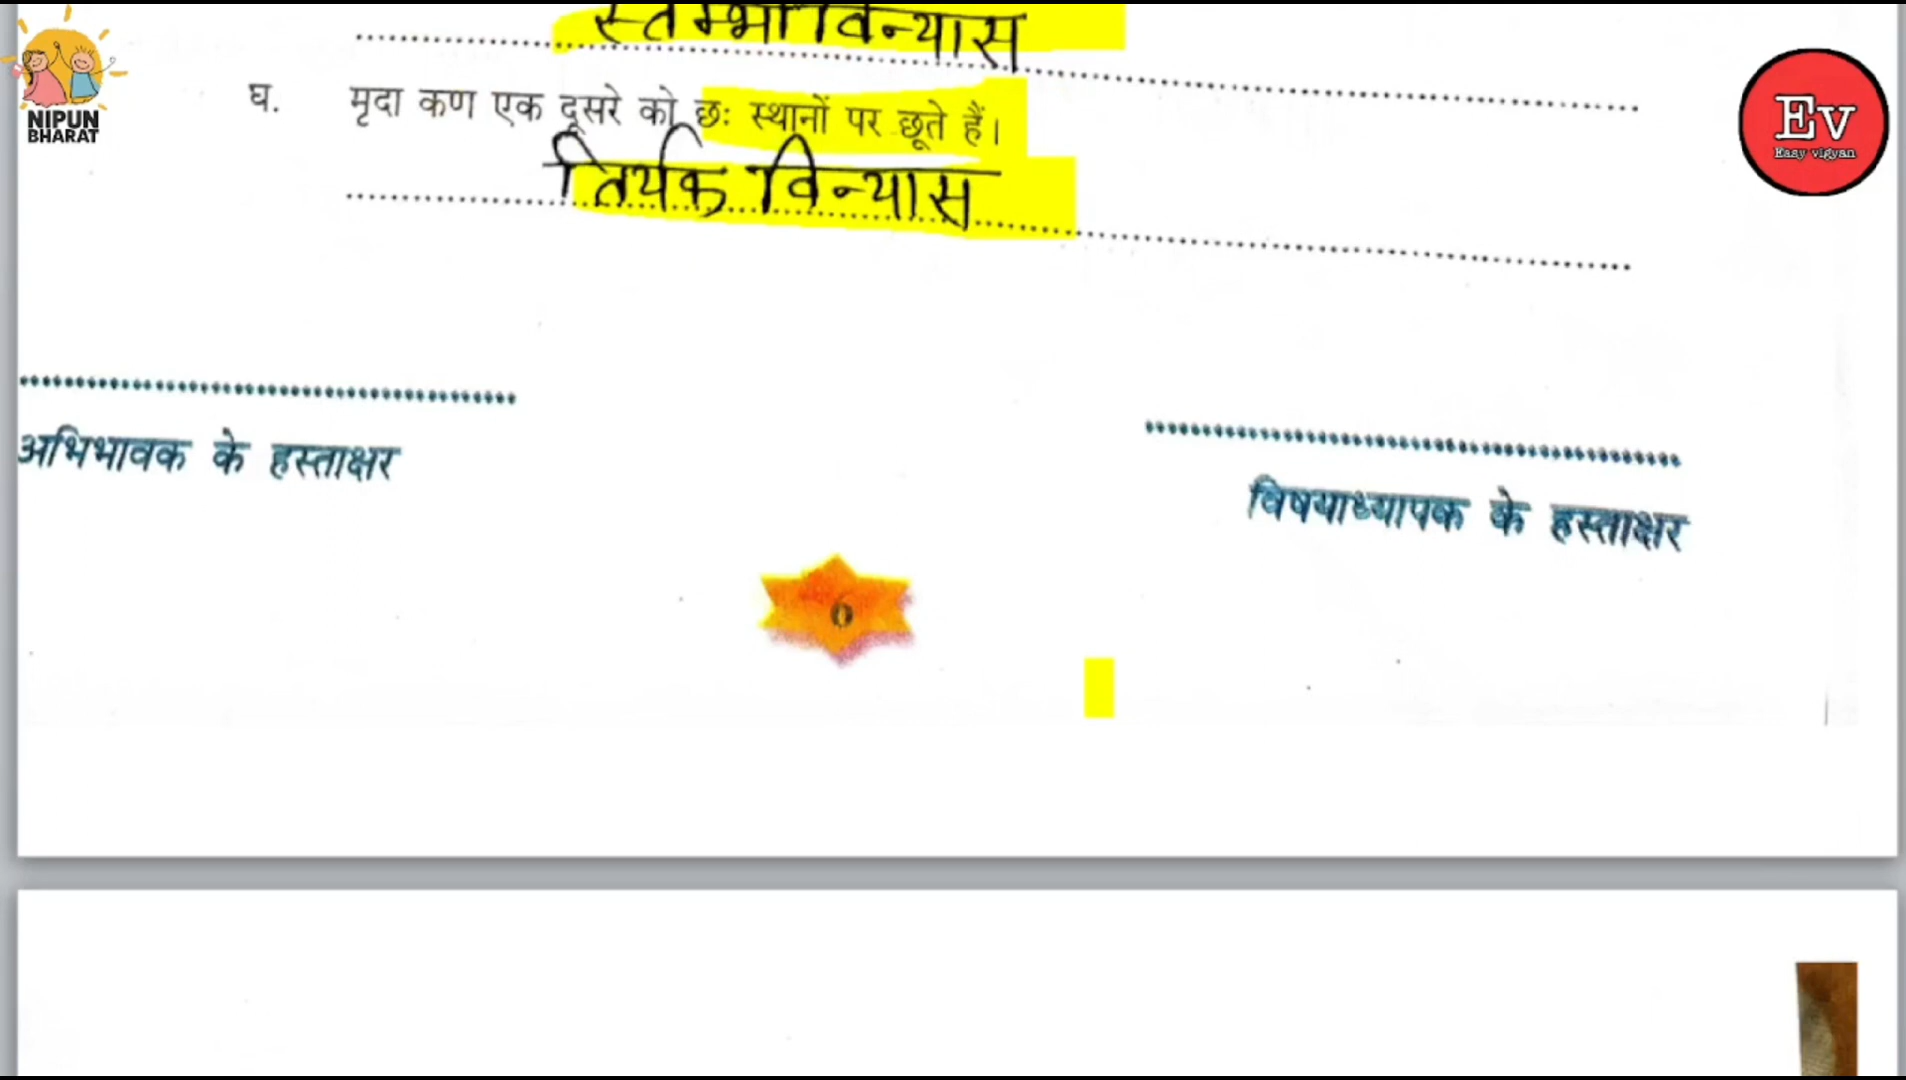 स्तम्भी विन्यास
NIPUN
BHARAT
घ. मृदा कण एक दूसरे को छः स्थानों पर छूते हैं।
Ev
Easy vigyan
तिर्यक विन्यास
अभिभावक के हस्ताक्षर
विषयाध्यापक के हस्ताक्षर
6